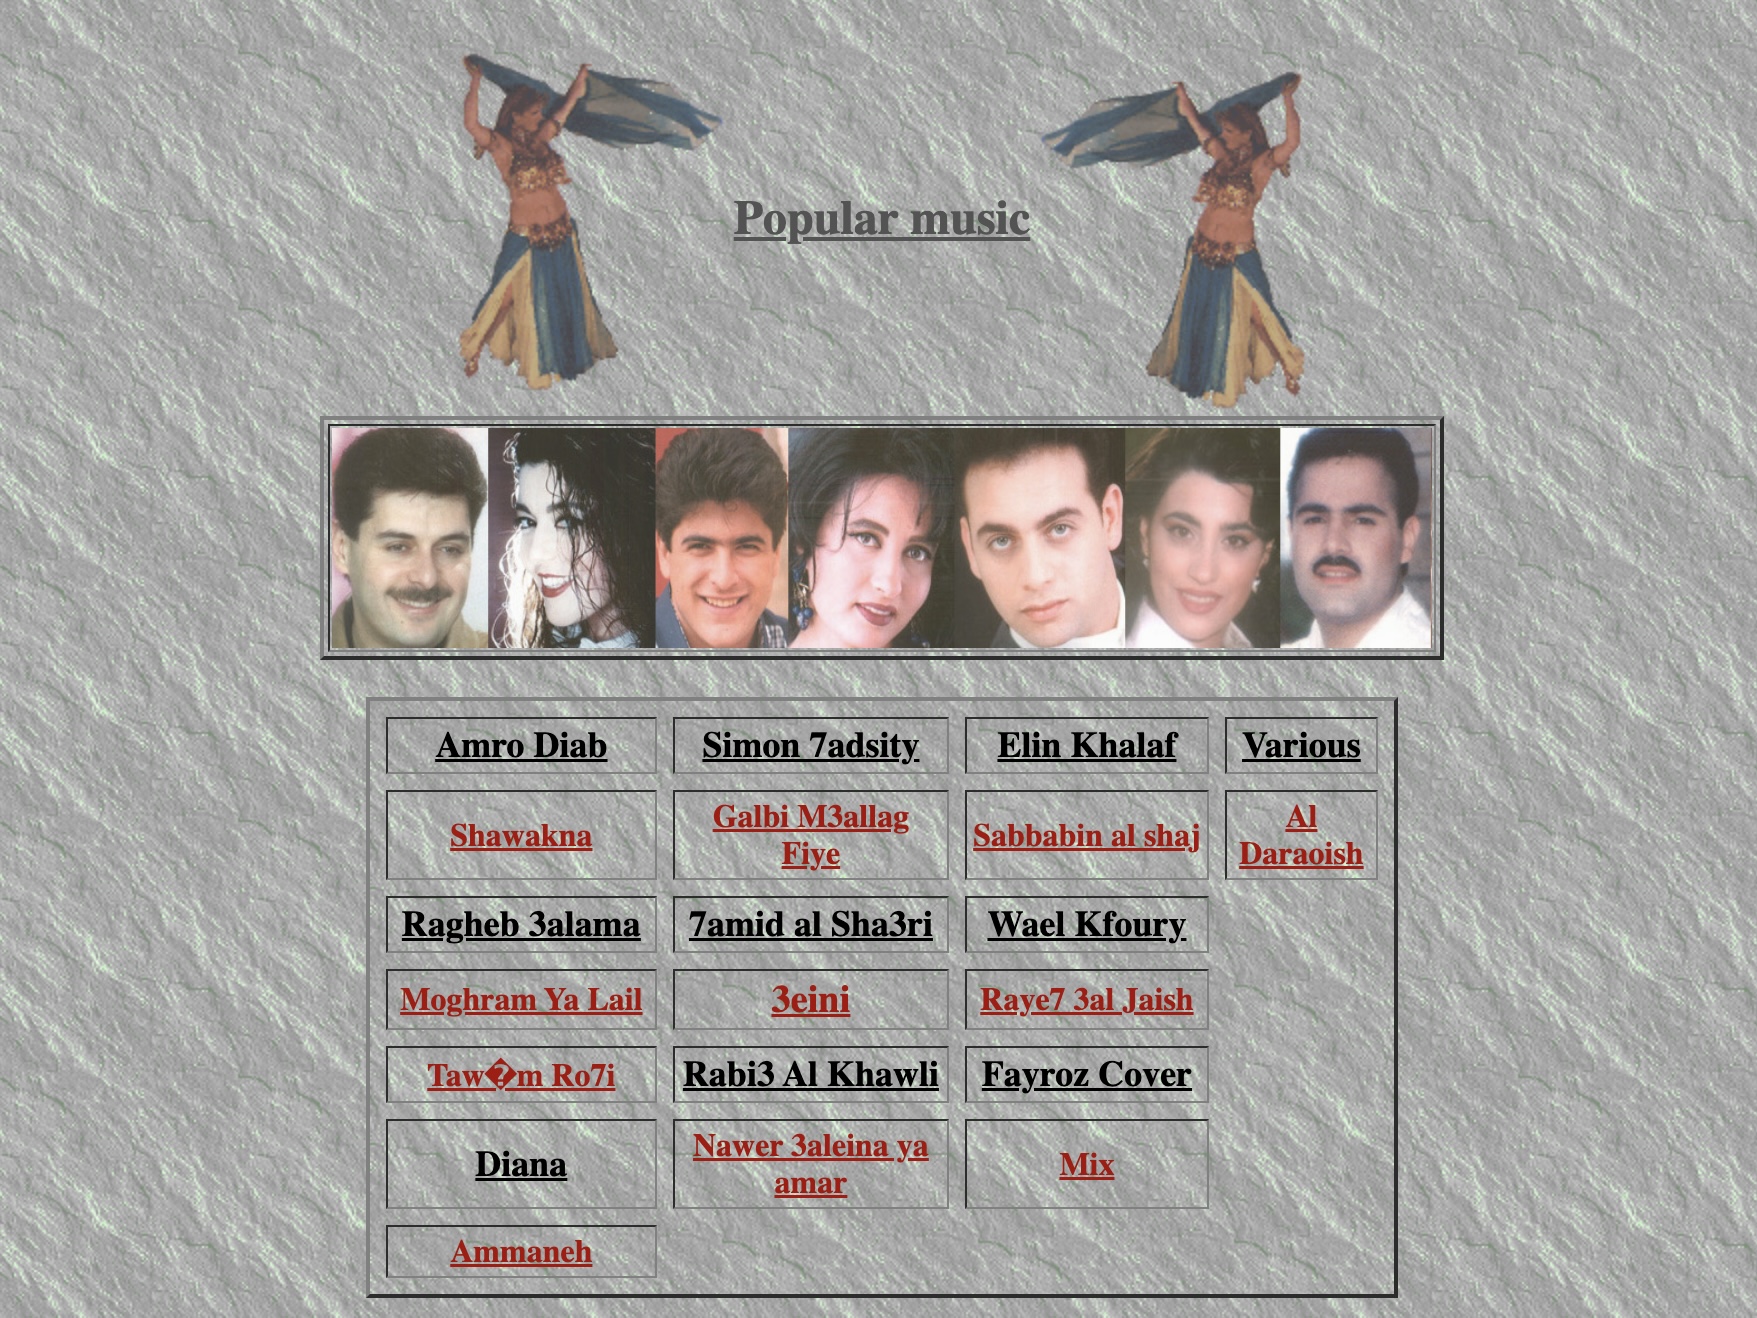 Popular music
Amro Diab
Simon 7adsity
Elin Khalaf
Various
Shawakna
Galbi M3allag
Fiye
Sabbabin al shaj
Al
Daraoish
Ragheb 3alama
7amid al Sha3ri
Wael Kfoury
Moghram Ya Lail
3eini
Raye7 3al Jaish
Taw�m Ro7i
Rabi3 Al Khawli
Fayroz Cover
Diana
Nawer 3aleina ya
amar
Mix
Ammaneh